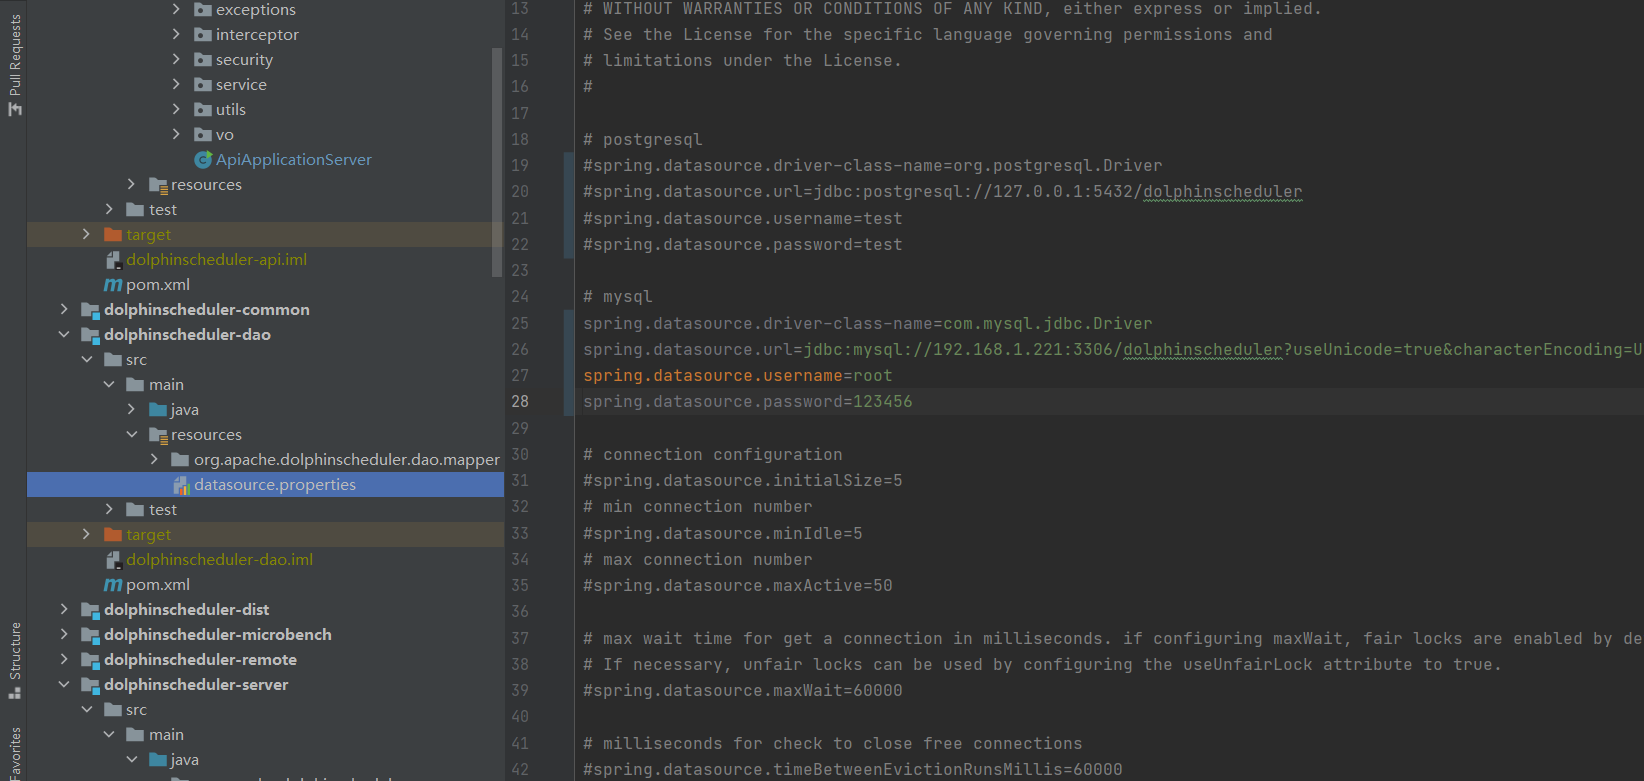 Pull Requests
Structure
Favorites
exceptions
interceptor
security
service
utils
vo
ApiApplicationServer
resources
test
target
dolphinscheduler-api.iml
pom.xml
dolphinscheduler-common
dolphinscheduler-dao
src
main
java
resources
org.apache.dolphinscheduler.dao.mapper
datasource.properties
test
target
dolphinscheduler-dao.iml
pom.xml
dolphinscheduler-dist
dolphinscheduler-microbench
dolphinscheduler-remote
dolphinscheduler-server
src
main
java
13 # WITHOUT WARRANTIES OR CONDITIONS OF ANY KIND, either express or implied.
14 # See the License for the specific language governing permissions and
15 # limitations under the License.
16 #
17
18 # postgresql
19 #spring.datasource.driver-class-name=org.postgresql.Driver
20 #spring.datasource.url=jdbc:postgresql://127.0.0.1:5432/dolphinscheduler
21 #spring.datasource.username=test
22 #spring.datasource.password=test
23
24 # mysql
25 spring.datasource.driver-class-name=com.mysql.jdbc.Driver
26 spring.datasource.url=jdbc:mysql://192.168.1.221:3306/dolphinscheduler?useUnicode=true&characterEncoding=U
27 spring.datasource.username=root
28 spring.datasource.password=123456
29
30 # connection configuration
31 #spring.datasource.initialSize=5
32 # min connection number
33 #spring.datasource.minIdle=5
34 # max connection number
35 #spring.datasource.maxActive=50
36
37 # max wait time for get a connection in milliseconds. if configuring maxWait, fair locks are enabled by de
38 # If necessary, unfair locks can be used by configuring the useUnfairLock attribute to true.
39 #spring.datasource.maxWait=60000
40
41 # milliseconds for check to close free connections
42 #spring.datasource.timeBetweenEvictionRunsMillis=60000